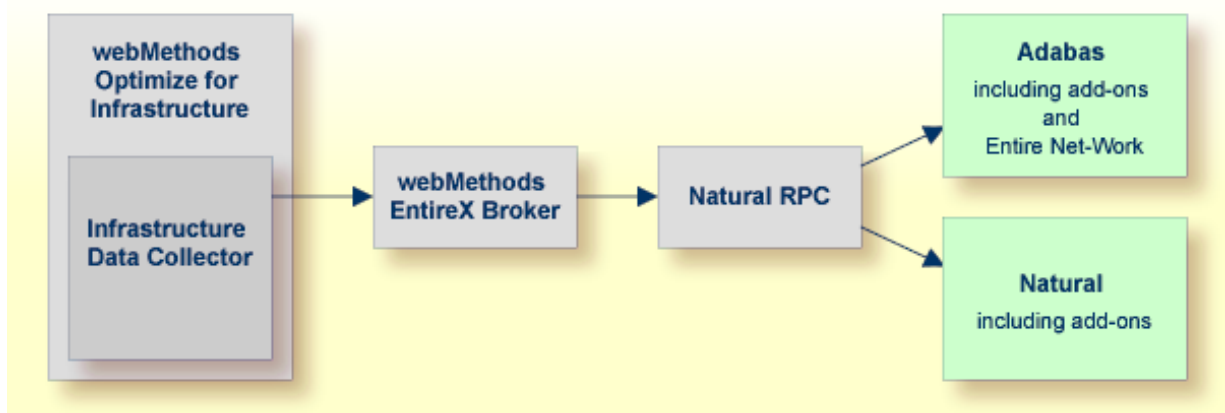 webMethods
Optimize for
Infrastructure
Infrastructure
Data Collector
webMethods
EntireX Broker
Natural RPC
Adabas
including add-ons
and
Entire Net-Work
Natural
including add-ons